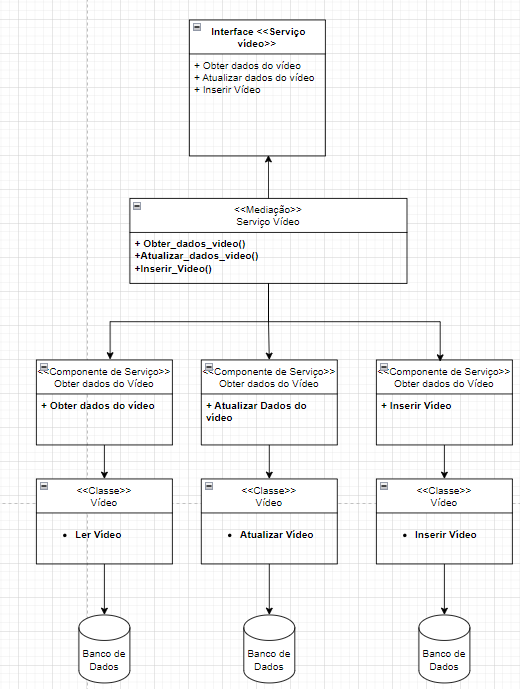 Interface <<Serviço
vídeo>>
+ Obter dados do vídeo
+ Atualizar dados do vídeo
+ Inserir Vídeo
<<Mediação>>
Serviço Vídeo
+ Obter_dados_video()
+Atualizar_dados_video()
+Inserir_Video()
<<Componente de Serviço>>
Obter dados do Vídeo
+ Obter dados do vídeo
<<Componente de Serviço>>
Obter dados do Vídeo
+ Atualizar Dados do
vídeo
<<Componente de Serviço>>
Obter dados do Vídeo
+ Inserir Vídeo
<<Classe>>
Vídeo
• Ler Vídeo
<<Classe>>
Vídeo
• Atualizar Vídeo
<<Classe>>
Vídeo
• Inserir Vídeo
Banco de
Dados
Banco de
Dados
Banco de
Dados